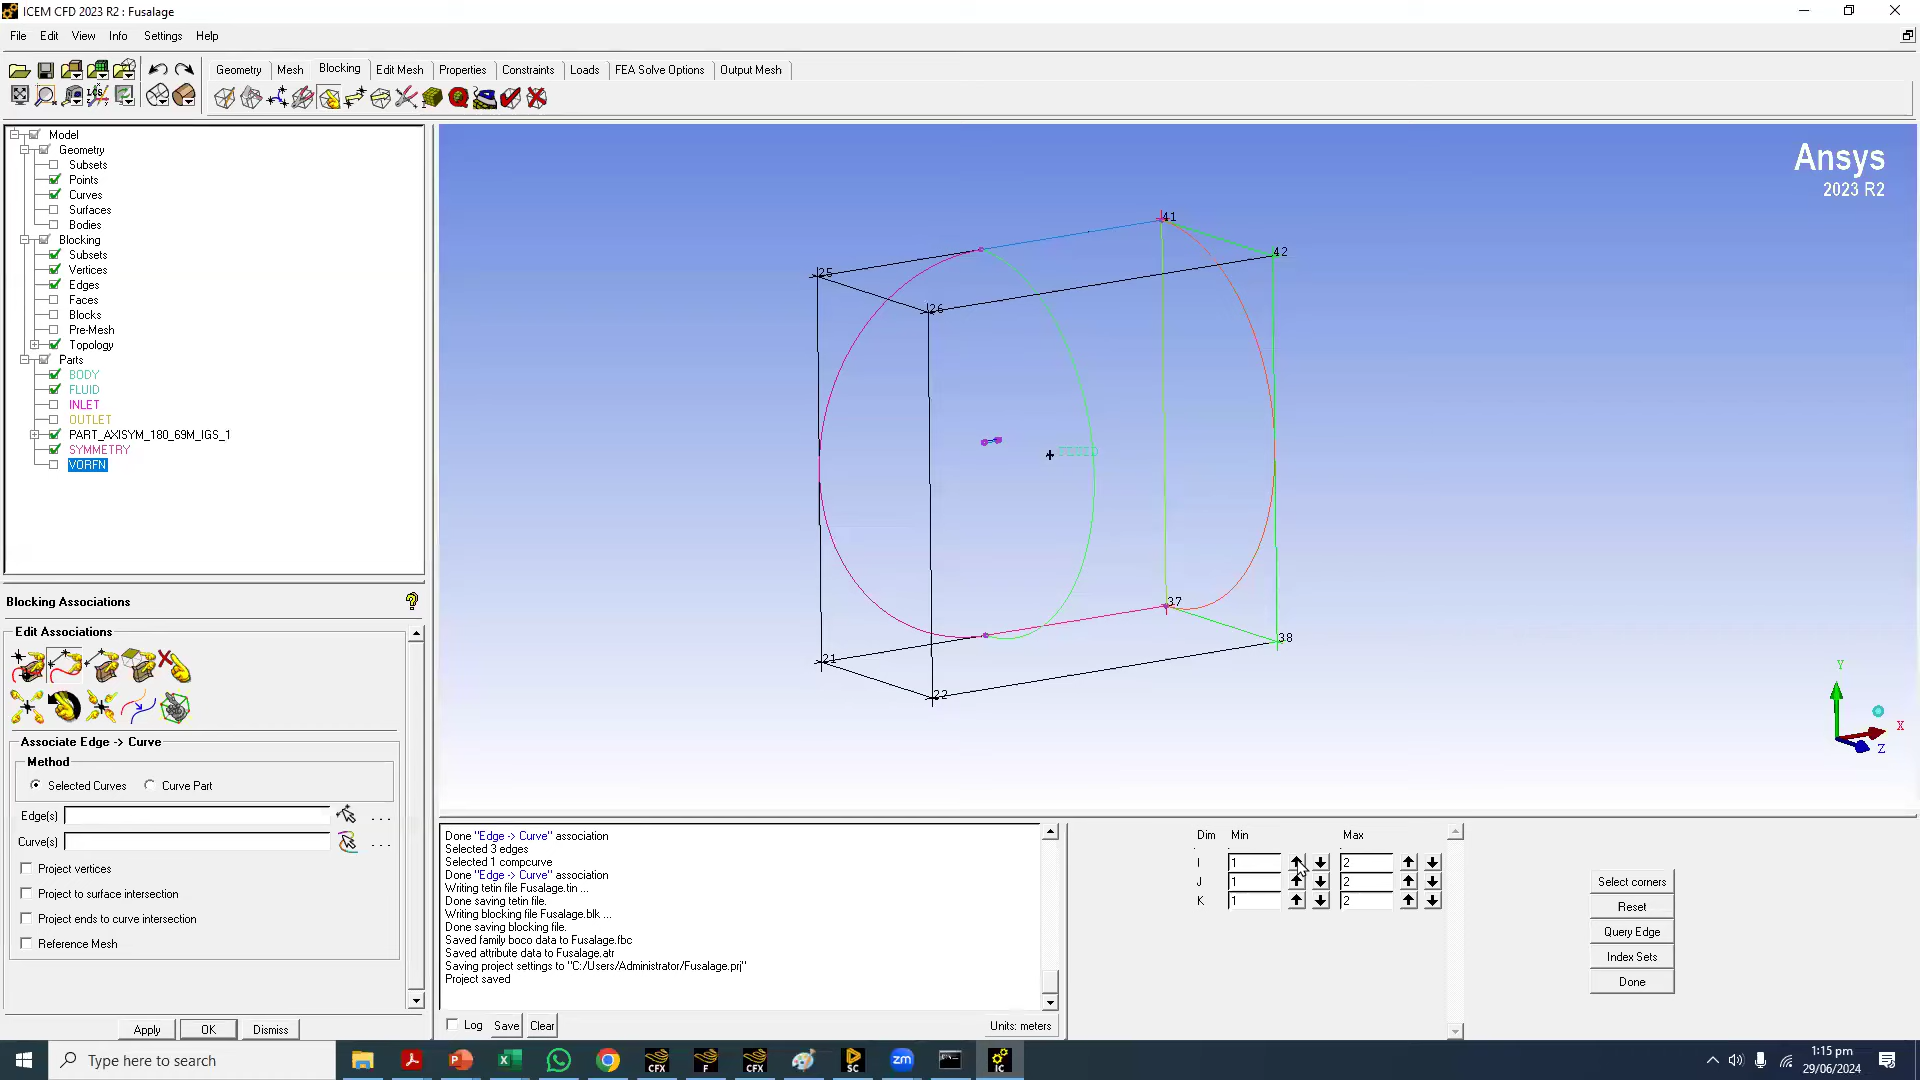 ICEM CFD 2023 R2 : Fusalage
File Edit View Info Settings Help
Geometry Mesh Blocking Edit Mesh Properties Constraints Loads FEA Solve Options Output Mesh
Model
Geometry
Subsets
Points
Curves
Surfaces
Bodies
Blocking
Subsets
Vertices
Edges
Faces
Blocks
Pre-Mesh
Topology
Parts
BODY
FLUID
INLET
OUTLET
PART_AXISYM_180_69M_IGS_1
SYMMETRY
VORFN
Ansys
2023 R2
41
42
25
26
37
38
21
22
Y
X
Z
Blocking Associations
Edit Associations
Associate Edge -> Curve
Method
Selected Curves Curve Part
Edge(s)
Curve(s)
Project vertices
Project to surface intersection
Project ends to curve intersection
Reference Mesh
Apply OK Dismiss
Done "Edge -> Curve" association
Selected 3 edges
Selected 1 compcurve
Done "Edge -> Curve" association
Writing tetin file Fusalage.tin ...
Done saving tetin file.
Writing blocking file Fusalage.blk ...
Done saving blocking file.
Saved family boco data to Fusalage.fbc
Saved attribute data to Fusalage.atr
Saving project settings to "C:/Users/Administrator/Fusalage.prj"
Project saved
Log Save Clear Units: meters
Dim Min Max
I 1 2
J 1 2
K 1 2
Select corners
Reset
Query Edge
Index Sets
Done
Type here to search
CFX F CFX SC zm IC
1:15 pm
29/06/2024